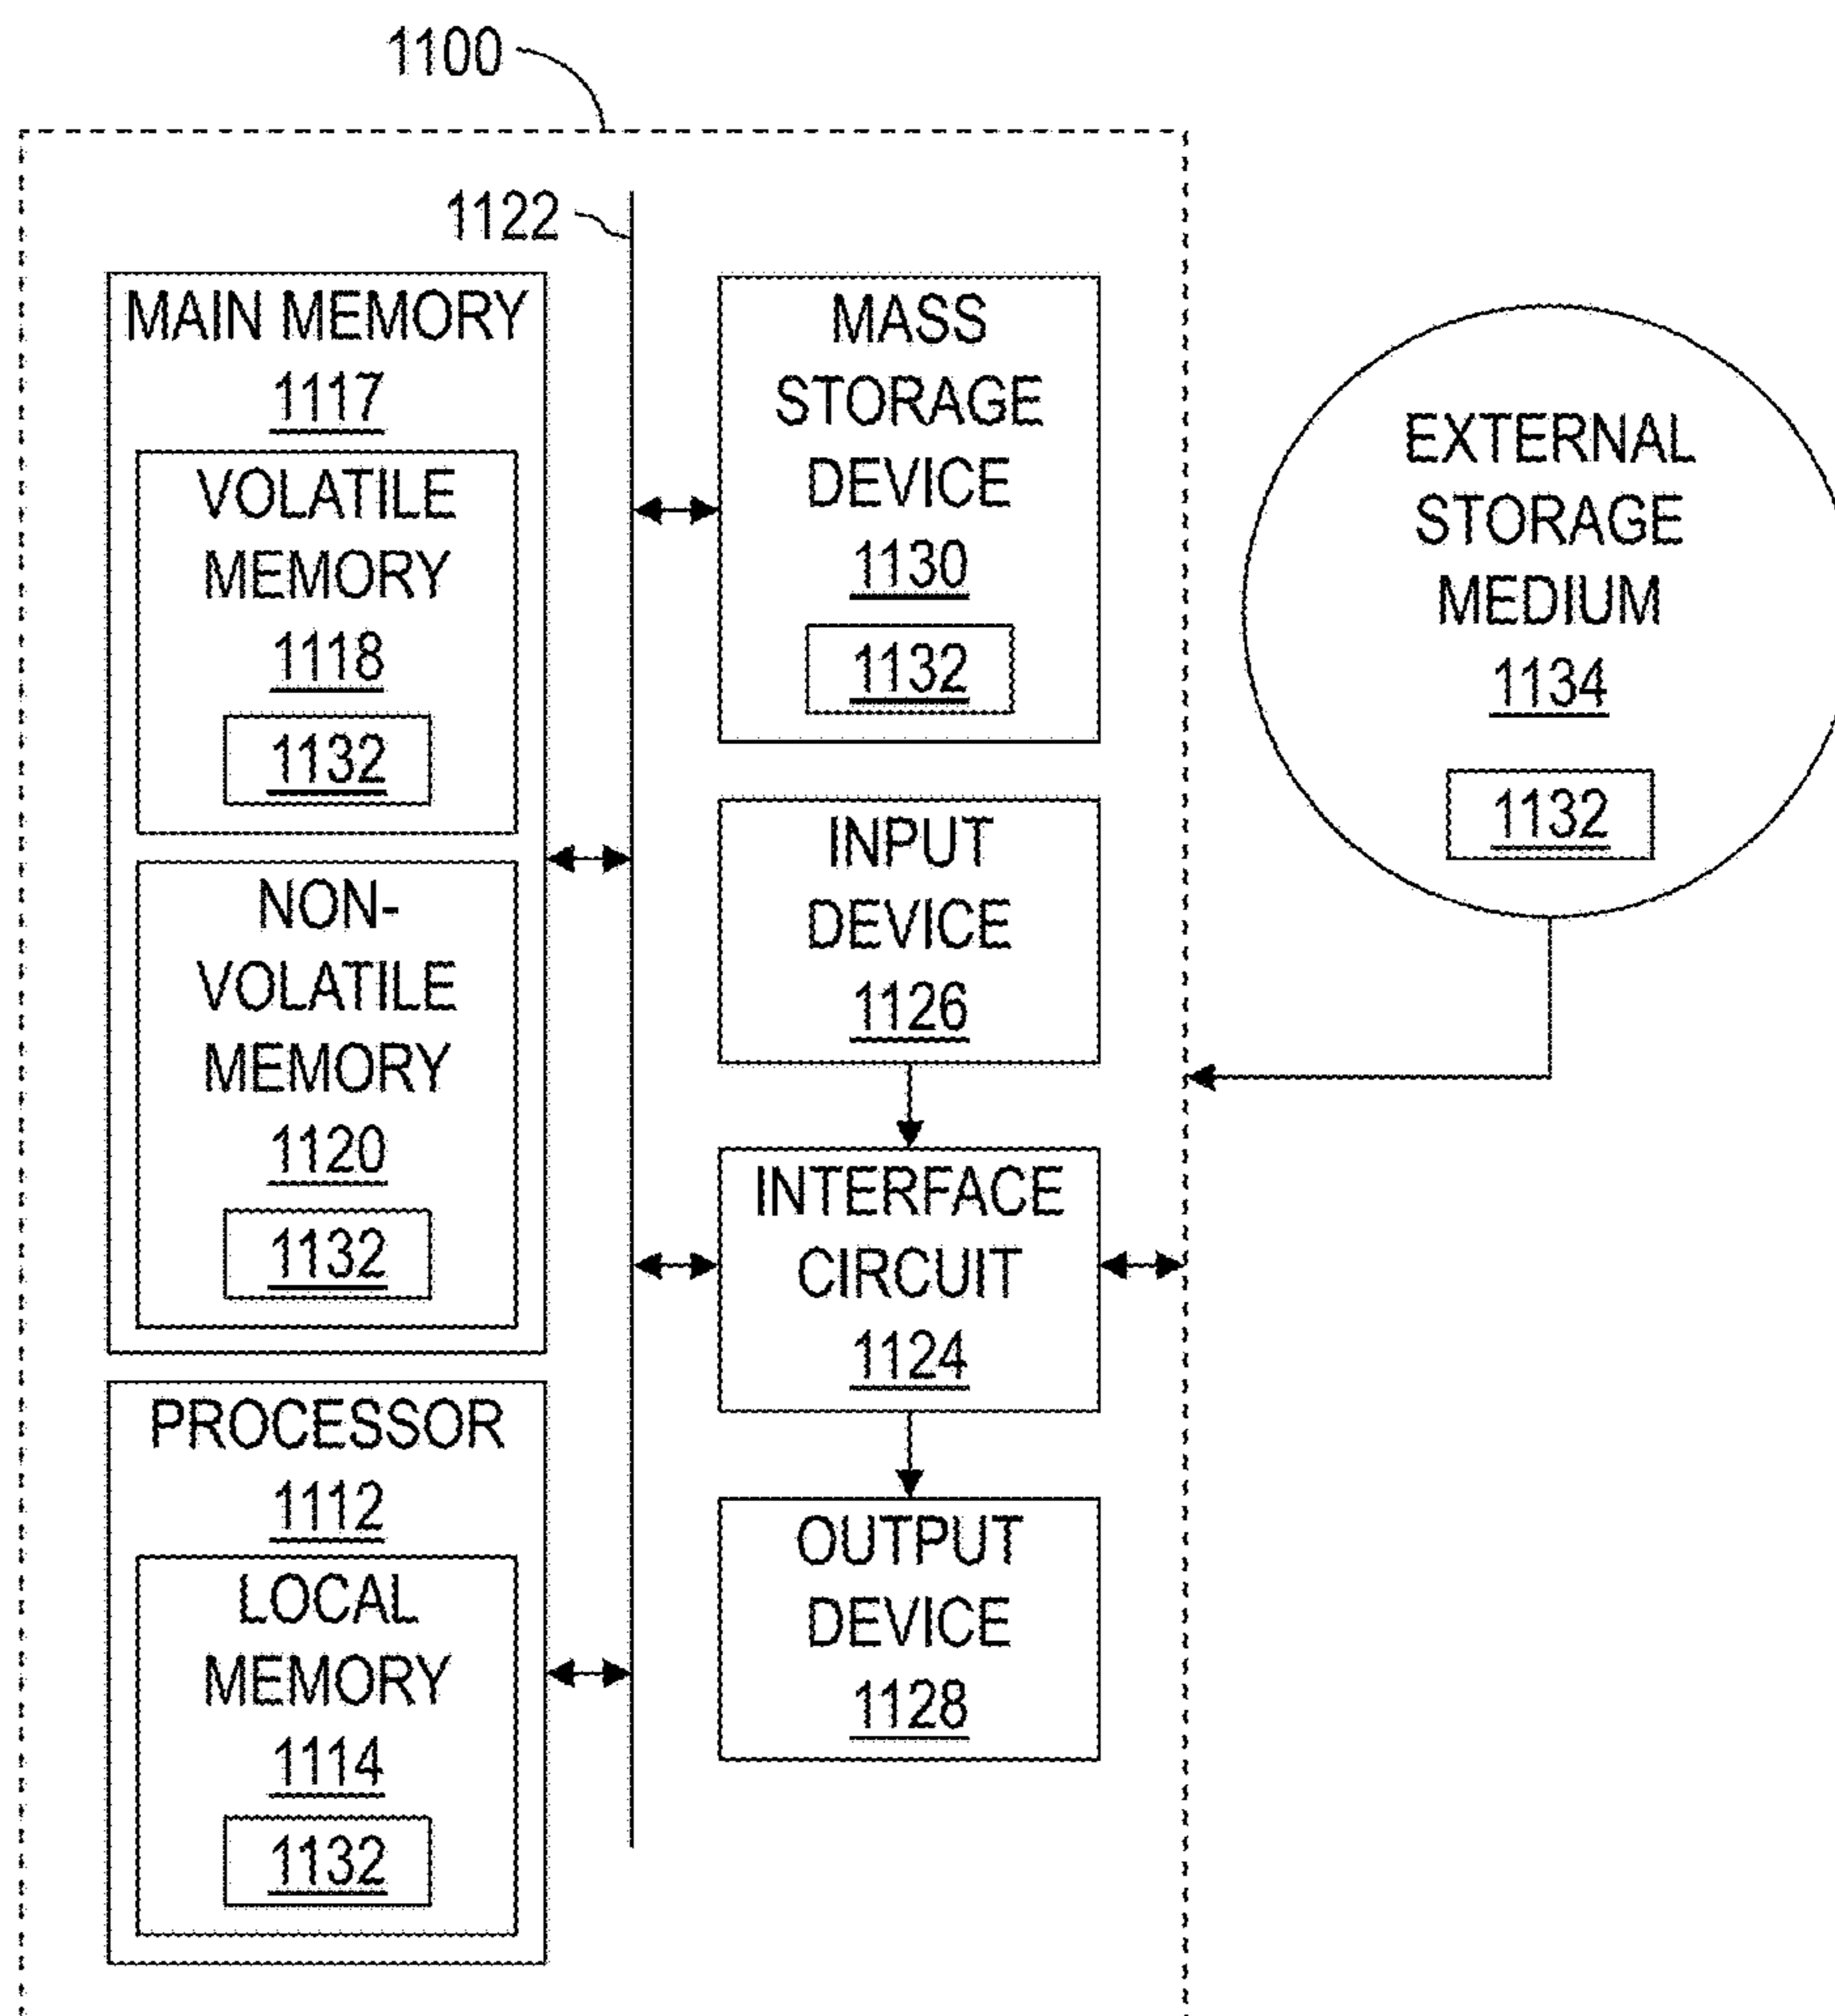 1100
1122
MAIN MEMORY
1117
VOLATILE
MEMORY
1118
1132
NON-
VOLATILE
MEMORY
1120
1132
PROCESSOR
1112
LOCAL
MEMORY
1114
1132
MASS
STORAGE
DEVICE
1130
1132
INPUT
DEVICE
1126
INTERFACE
CIRCUIT
1124
OUTPUT
DEVICE
1128
EXTERNAL
STORAGE
MEDIUM
1134
1132